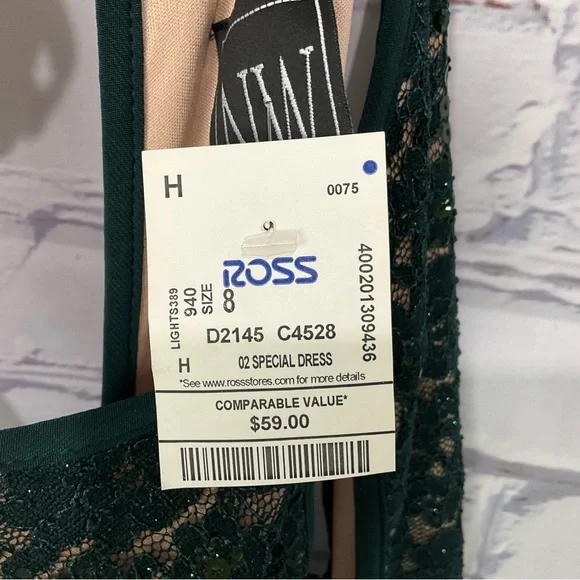 NW
H
0075
ROSS
LIGHTS389
940
SIZE 8
400201309436
D2145 C4528
H 02 SPECIAL DRESS
*See www.rossstores.com for more details
COMPARABLE VALUE*
$59.00